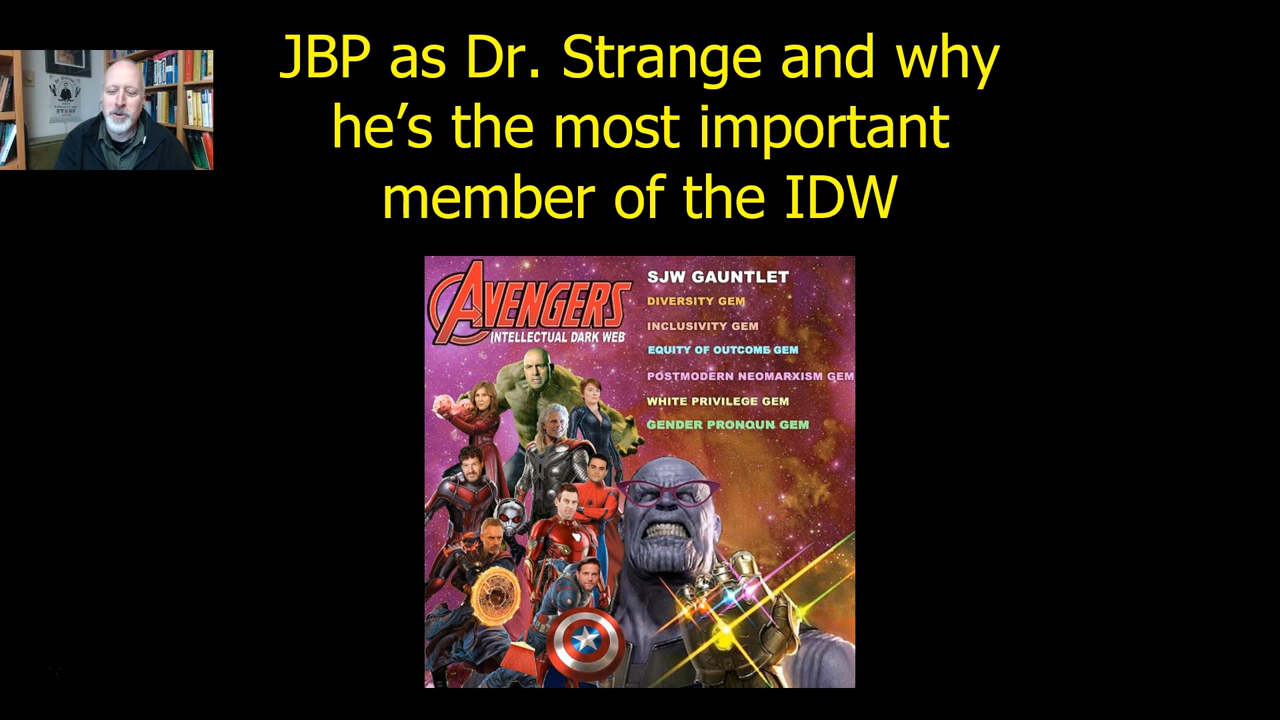 JBP as Dr. Strange and why
he's the most important
member of the IDW
AVENGERS
INTELLECTUAL DARK WEB
SJW GAUNTLET
DIVERSITY GEM
INCLUSIVITY GEM
EQUITY OF OUTCOME GEM
POSTMODERN NEOMARXISM GEM
WHITE PRIVILEGE GEM
GENDER PRONOUN GEM